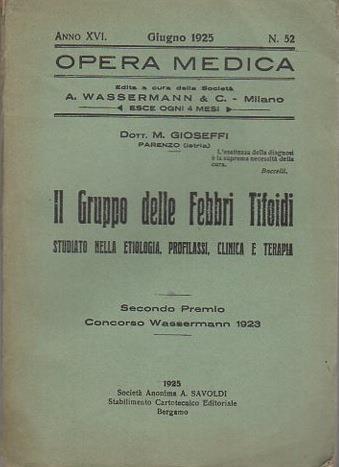 ANNO XVI. Giugno 1925 N. 52
OPERA MEDICA
Edita a cura della Società
A. WASSERMANN & C. - Milano
ESCE OGNI 4 MESI
DOTT. M. GIOSEFFI
PARENZO (Istria)
L'esattezza della diagnosi
è la suprema necessità della
cura.
Baccelli.
Il Gruppo delle Febbri Tifoidi
STUDIATO NELLA ETIOLOGIA, PROFILASSI, CLINICA E TERAPIA
Secondo Premio
Concorso Wassermann 1923
1925
Società Anonima A. SAVOLDI
Stabilimento Cartotecnico Editoriale
Bergamo